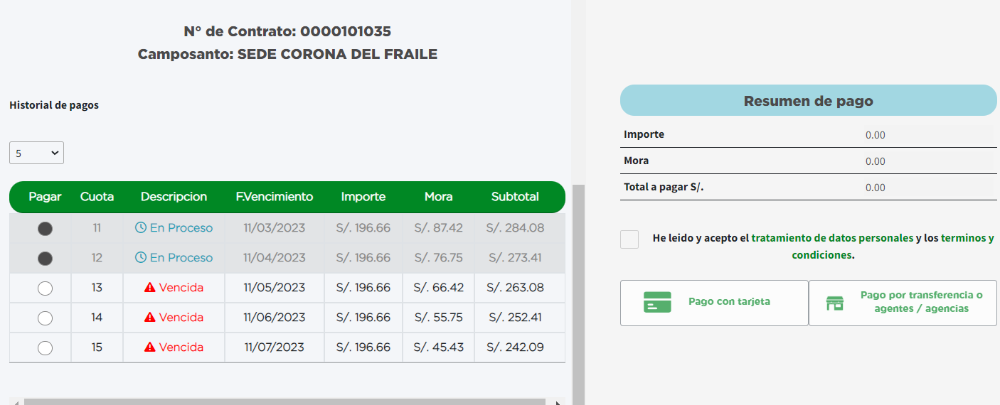 N° de Contrato: 0000101035
Camposanto: SEDE CORONA DEL FRAILE
Historial de pagos
5
Pagar Cuota Descripcion F.Vencimiento Importe Mora Subtotal
11 En Proceso 11/03/2023 S/. 196.66 S/. 87.42 S/. 284.08
12 En Proceso 11/04/2023 S/. 196.66 S/. 76.75 S/. 273.41
13 Vencida 11/05/2023 S/. 196.66 S/. 66.42 S/. 263.08
14 Vencida 11/06/2023 S/. 196.66 S/. 55.75 S/. 252.41
15 Vencida 11/07/2023 S/. 196.66 S/. 45.43 S/. 242.09
Resumen de pago
Importe 0.00
Mora 0.00
Total a pagar S/. 0.00
He leido y acepto el tratamiento de datos personales y los terminos y
condiciones.
Pago con tarjeta
Pago por transferencia o
agentes / agencias